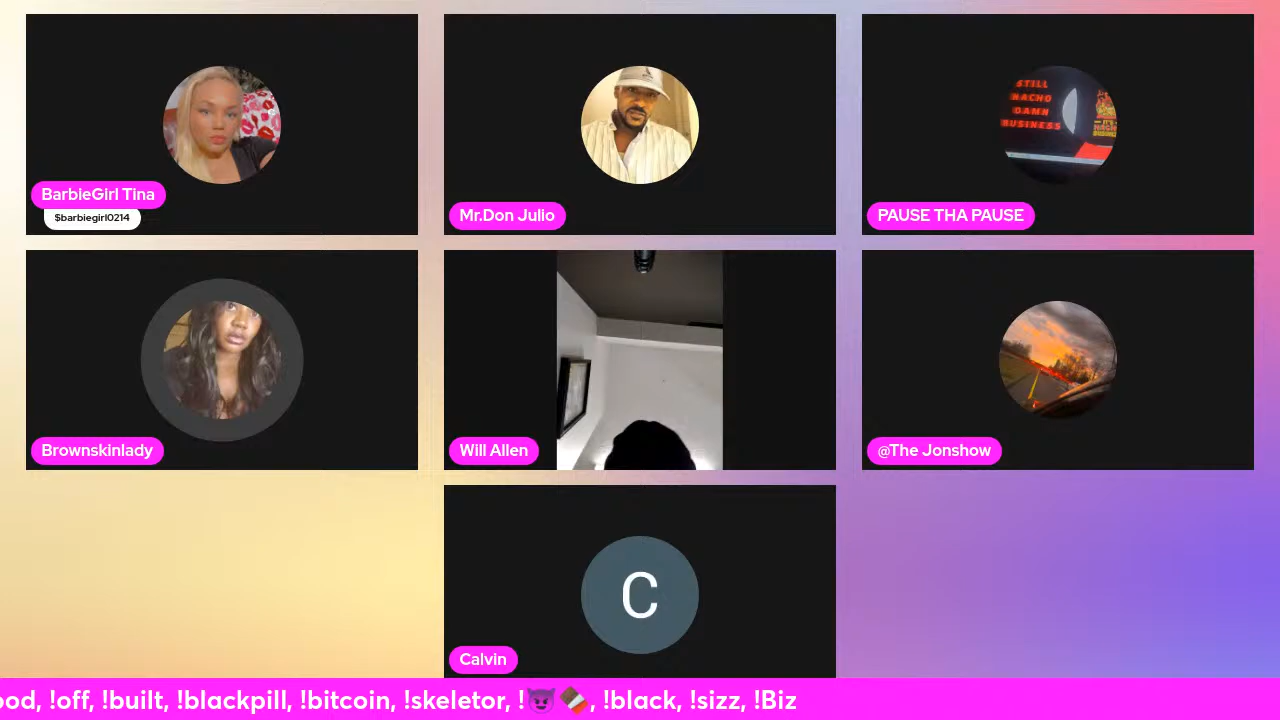 STILL
NACHO
DAMN
BUSINESS
BarbieGirl Tina
$barbiegirl0214
Mr.Don Julio
PAUSE THA PAUSE
Brownskinlady
Will Allen
@The Jonshow
C
Calvin
ood, !off, !built, !blackpill, !bitcoin, !skeletor, !😈🍫, !black, !sizz, !Biz